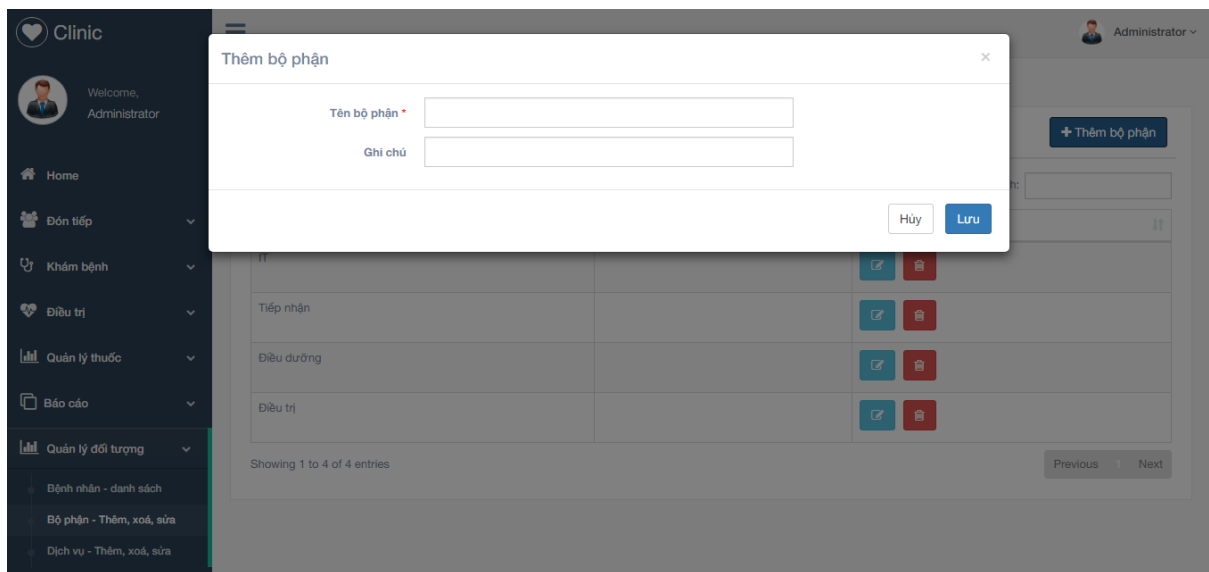 Clinic
Welcome,
Administrator
Home
Đón tiếp
Khám bệnh
Điều trị
Quản lý thuốc
Báo cáo
Quản lý đối tượng
Bệnh nhân - danh sách
Bộ phận - Thêm, xoá, sửa
Dịch vụ - Thêm, xoá, sửa
Administrator
Thêm bộ phận
×
Tên bộ phận *
Ghi chú
Hủy Lưu
+ Thêm bộ phận
h:
IT
Tiếp nhận
Điều dưỡng
Điều trị
Showing 1 to 4 of 4 entries
Previous 1 Next